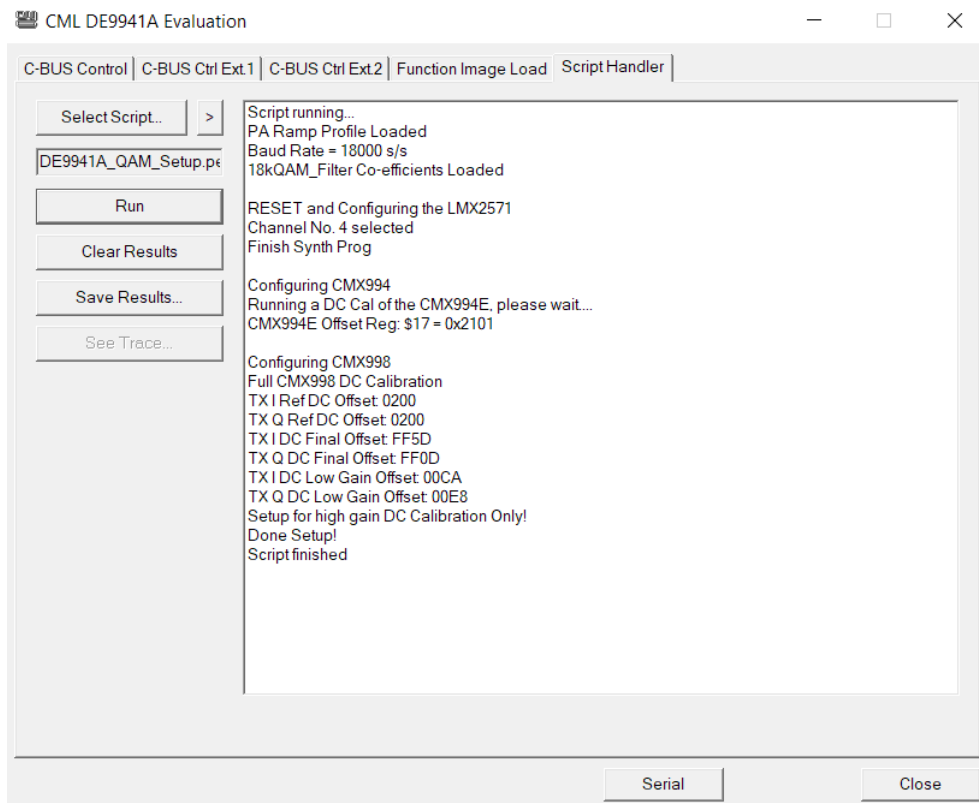 CML DE9941A Evaluation
C-BUS Control
C-BUS Ctrl Ext.1
C-BUS Ctrl Ext.2
Function Image Load
Script Handler
Select Script...
>
DE9941A_QAM_Setup.pe
Run
Clear Results
Save Results...
See Trace...
Script running...
PA Ramp Profile Loaded
Baud Rate = 18000 s/s
18kQAM_Filter Co-efficients Loaded
RESET and Configuring the LMX2571
Channel No. 4 selected
Finish Synth Prog
Configuring CMX994
Running a DC Cal of the CMX994E, please wait....
CMX994E Offset Reg: $17 = 0x2101
Configuring CMX998
Full CMX998 DC Calibration
TX I Ref DC Offset: 0200
TX Q Ref DC Offset: 0200
TX I DC Final Offset: FF5D
TX Q DC Final Offset: FF0D
TX I DC Low Gain Offset: 00CA
TX Q DC Low Gain Offset: 00E8
Setup for high gain DC Calibration Only!
Done Setup!
Script finished
Serial
Close